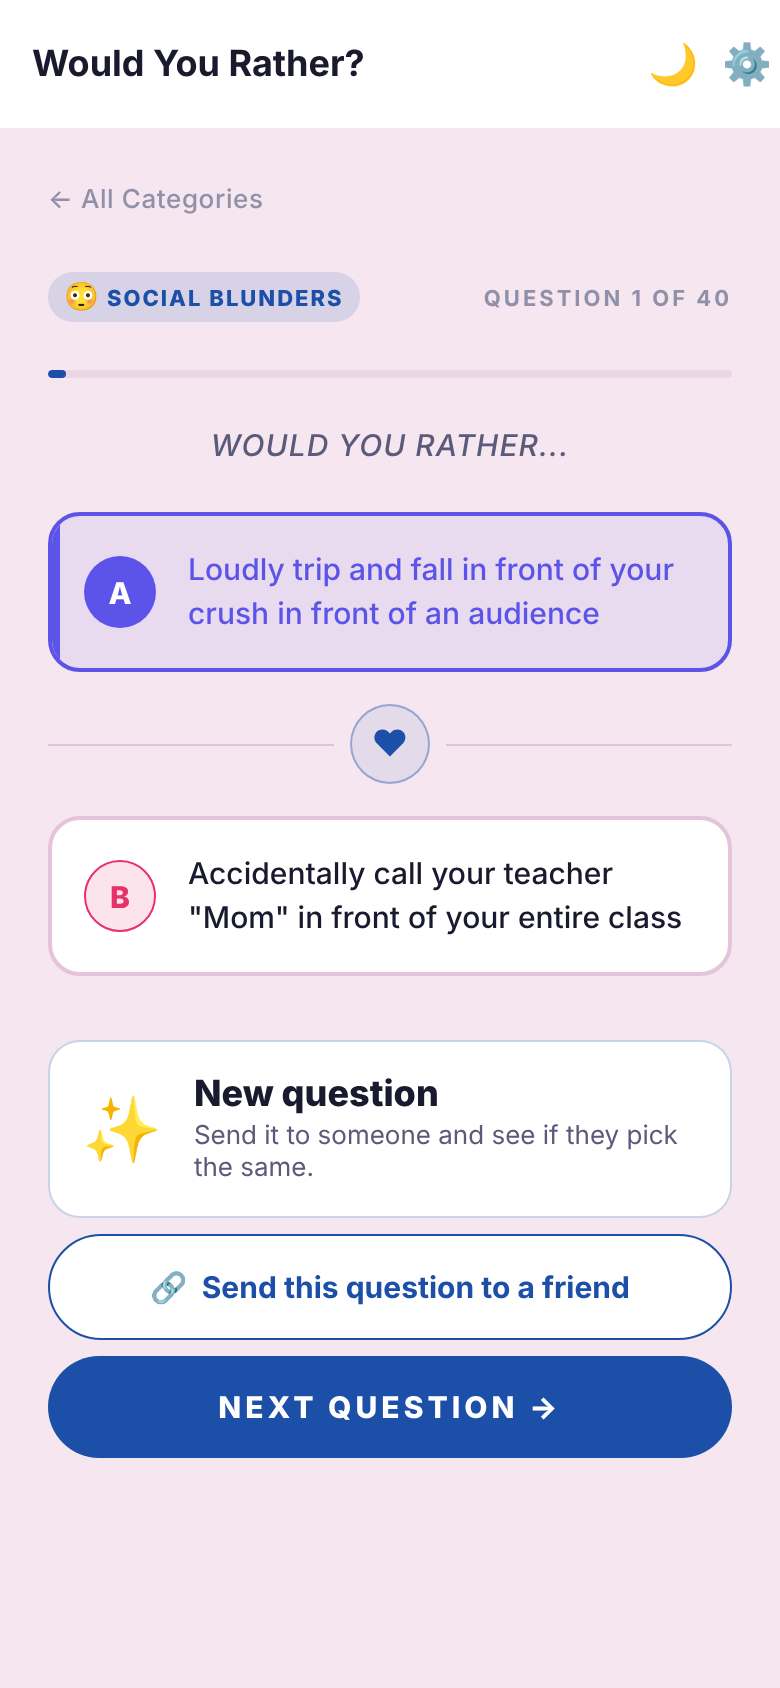 Would You Rather?
← All Categories
SOCIAL BLUNDERS
QUESTION 1 OF 40
WOULD YOU RATHER...
A
Loudly trip and fall in front of your
crush in front of an audience
B
Accidentally call your teacher
"Mom" in front of your entire class
New question
Send it to someone and see if they pick
the same.
Send this question to a friend
NEXT QUESTION →